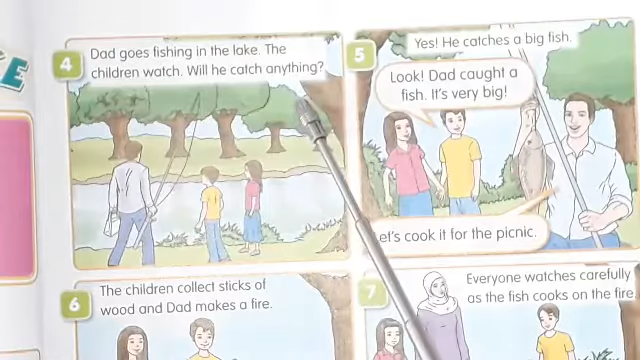 4
Dad goes fishing in the lake. The
children watch. Will he catch anything?
5
Yes! He catches a big fish.
Look! Dad caught a
fish. It's very big!
et's cook it for the picnic.
6
The children collect sticks of
wood and Dad makes a fire.
7
Everyone watches carefully
as the fish cooks on the fire.